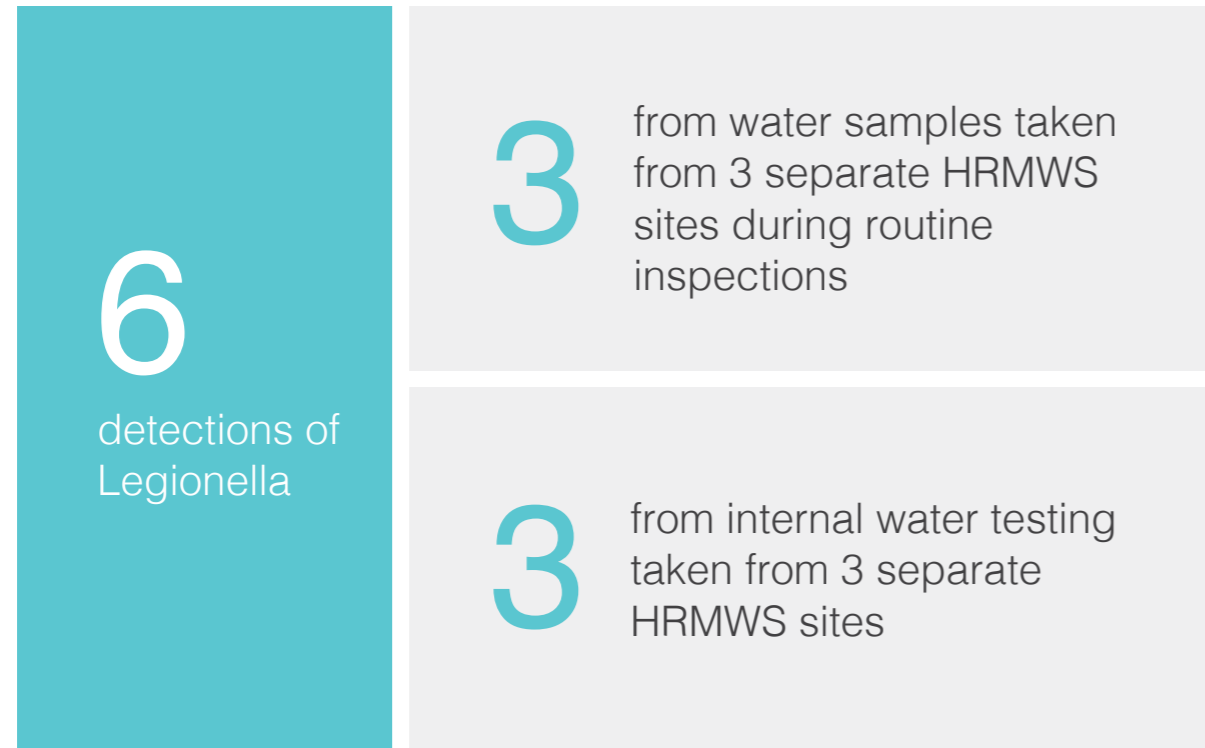 6
detections of
Legionella
3
from water samples taken
from 3 separate HRMWS
sites during routine
inspections
3
from internal water testing
taken from 3 separate
HRMWS sites